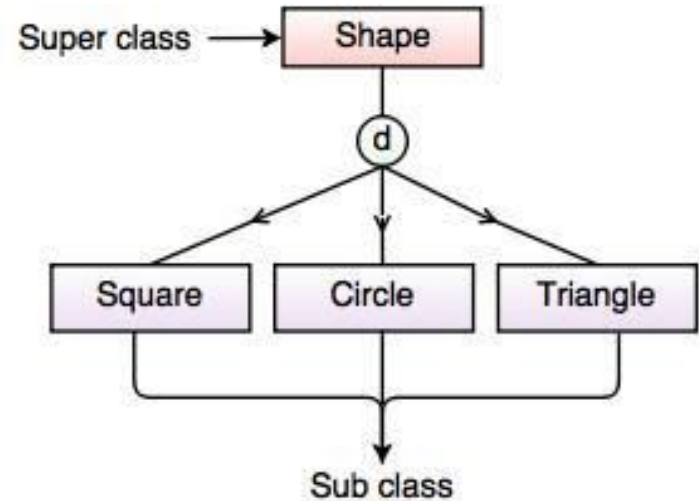 Super class
Shape
d
Square
Circle
Triangle
Sub class